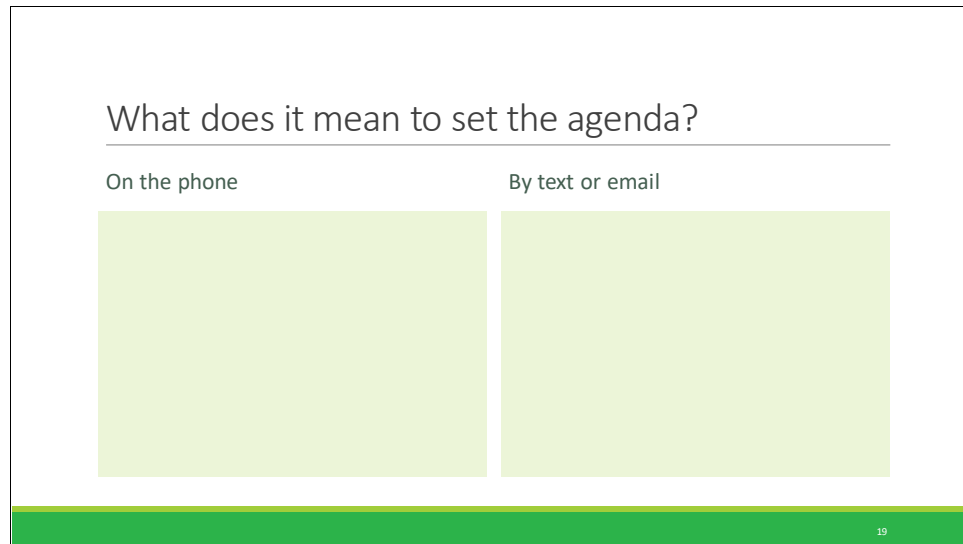 What does it mean to set the agenda?
On the phone
By text or email
19